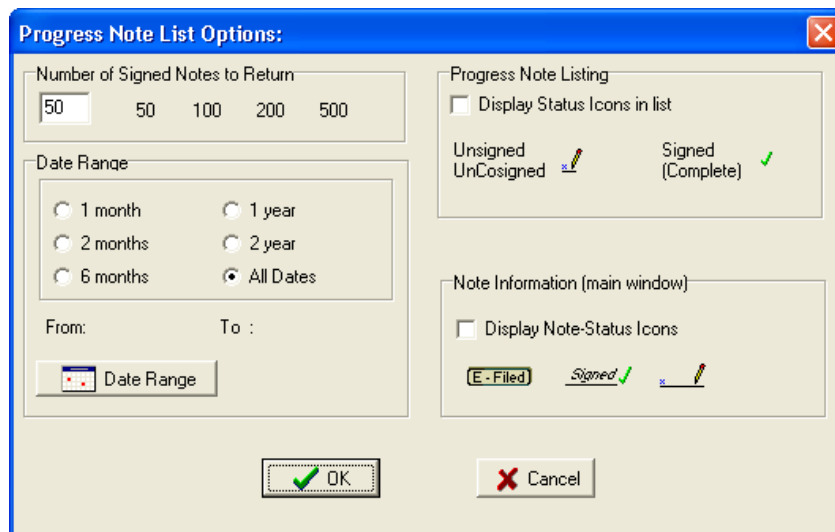 Progress Note List Options:
Number of Signed Notes to Return
50 50 100 200 500
Date Range
1 month
1 year
2 months
2 year
6 months
All Dates
From: To :
Date Range
Progress Note Listing
Display Status Icons in list
Unsigned
UnCosigned
Signed
(Complete)
Note Information (main window)
Display Note-Status Icons
E - Filed
Signed
x
OK
Cancel